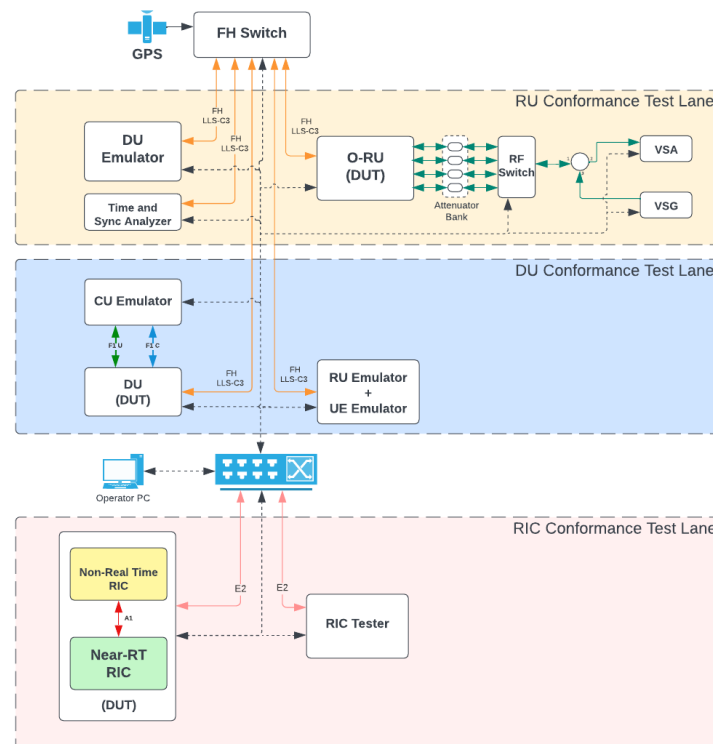 GPS
FH Switch
RU Conformance Test Lane
FH
LLS-C3
FH
LLS-C3
FH
LLS-C3
DU
Emulator
Time and
Sync Analyzer
O-RU
(DUT)
Attenuator
Bank
RF
Switch
1
2
VSA
VSG
DU Conformance Test Lane
CU Emulator
F1 U
F1 C
DU
(DUT)
FH
LLS-C3
FH
LLS-C3
RU Emulator
+
UE Emulator
Operator PC
RIC Conformance Test Lane
Non-Real Time
RIC
A1
Near-RT
RIC
(DUT)
E2
E2
RIC Tester